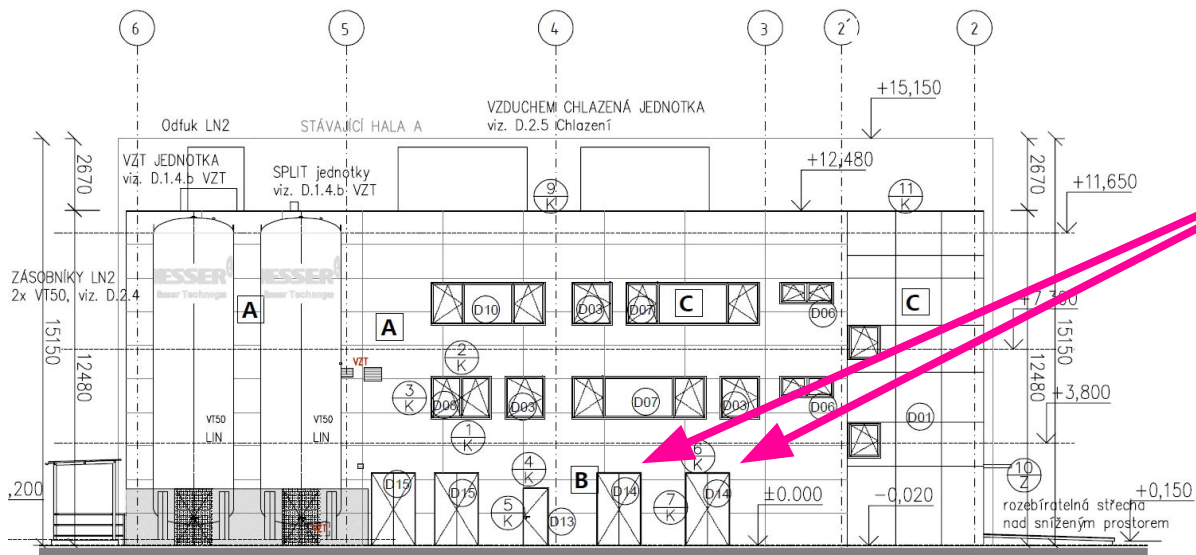 6
5
4
3
2´
2
+15,150
VZDUCHEM CHLAZENÁ JEDNOTKA
viz. D.2.5 Chlazení
Odfuk LN2
STÁVAJÍCÍ HALA A
VZT JEDNOTKA
viz. D.1.4.b VZT
SPLIT jednotky
viz. D.1.4.b VZT
+12,480
2670
2670
2670
+11,650
9
K
11
K
ZÁSOBNÍKY LN2
2x VT50, viz. D.2.4
A
A
C
C
D10
D03
D07
D06
+7,300
15150
12480
15150
12480
VZT
2
K
3
K
D08
D03
D07
D03
D06
D01
+3,800
VT50
LIN
VT50
LIN
1
K
4
K
6
K
B
D15
D15
5
K
D13
D14
7
K
D14
10
Z
,200
±0.000
-0,020
+0,150
rozebíratelná střecha
nad sníženým prostorem
VZT